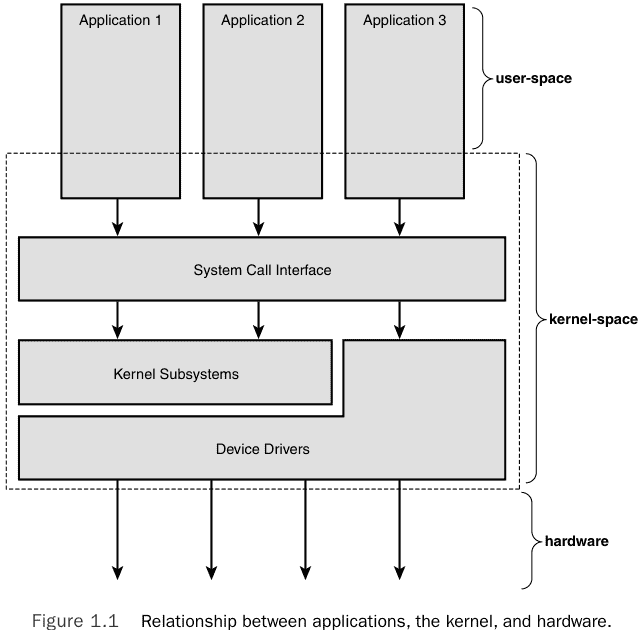 Application 1
Application 2
Application 3
user-space
System Call Interface
kernel-space
Kernel Subsystems
Device Drivers
hardware
Figure 1.1 Relationship between applications, the kernel, and hardware.